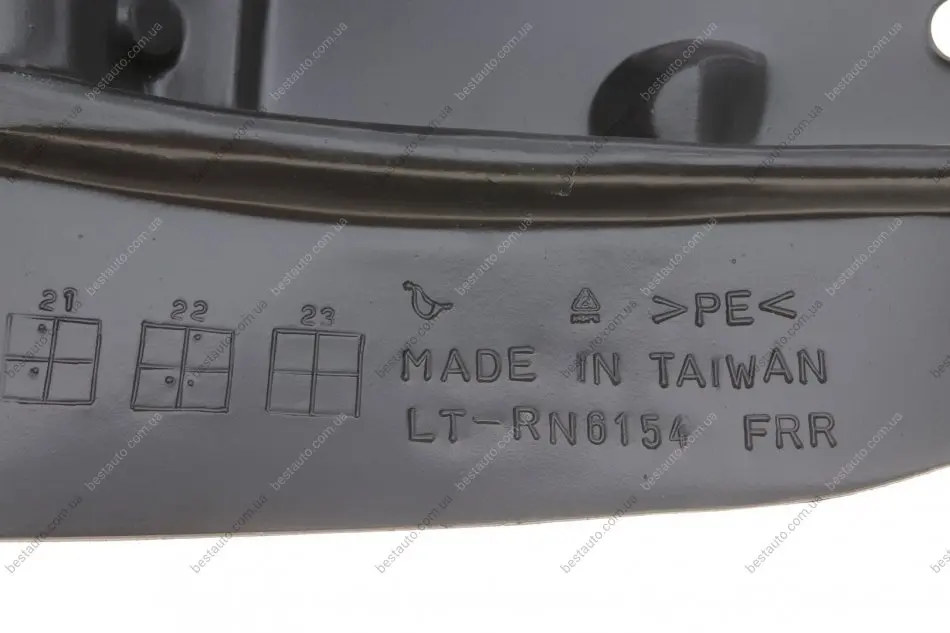 21 22 23
>PE<
MADE IN TAIWAN
LT-RN6154 FRR
bestauto.com.ua